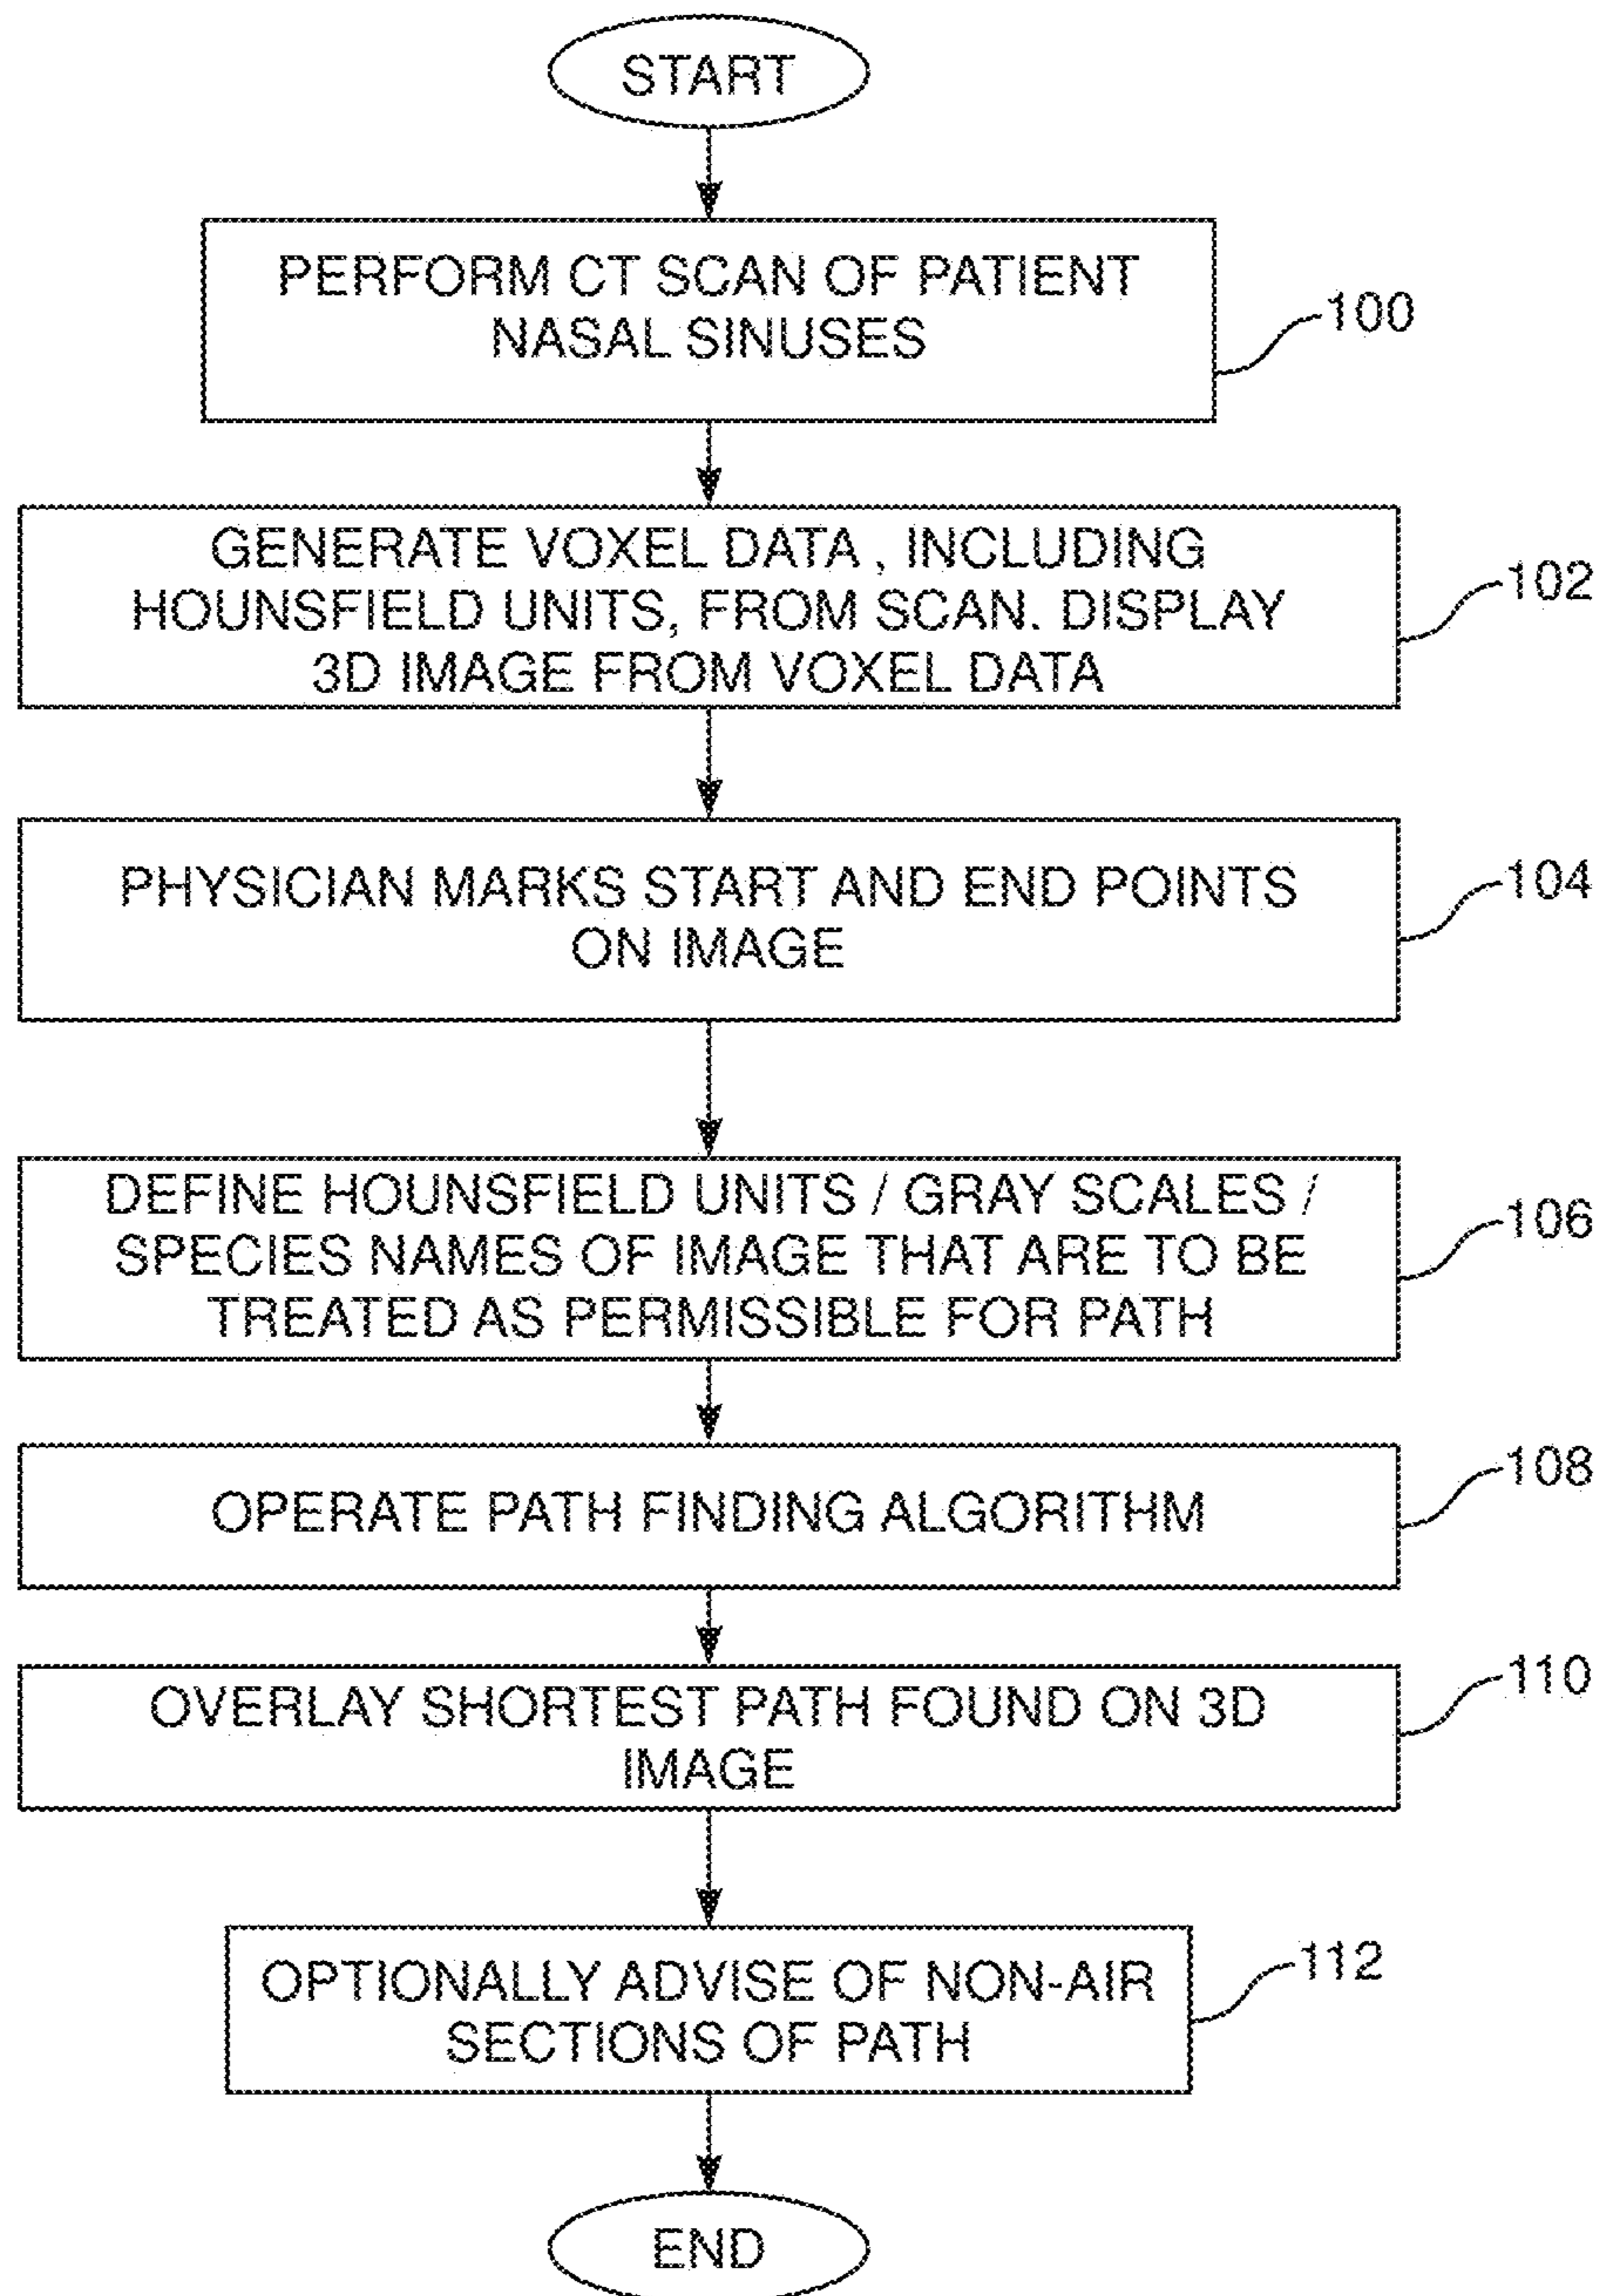 START
PERFORM CT SCAN OF PATIENT
NASAL SINUSES
100
GENERATE VOXEL DATA , INCLUDING
HOUNSFIELD UNITS, FROM SCAN. DISPLAY
3D IMAGE FROM VOXEL DATA
102
PHYSICIAN MARKS START AND END POINTS
ON IMAGE
104
DEFINE HOUNSFIELD UNITS / GRAY SCALES /
SPECIES NAMES OF IMAGE THAT ARE TO BE
TREATED AS PERMISSIBLE FOR PATH
106
OPERATE PATH FINDING ALGORITHM
108
OVERLAY SHORTEST PATH FOUND ON 3D
IMAGE
110
OPTIONALLY ADVISE OF NON-AIR
SECTIONS OF PATH
112
END